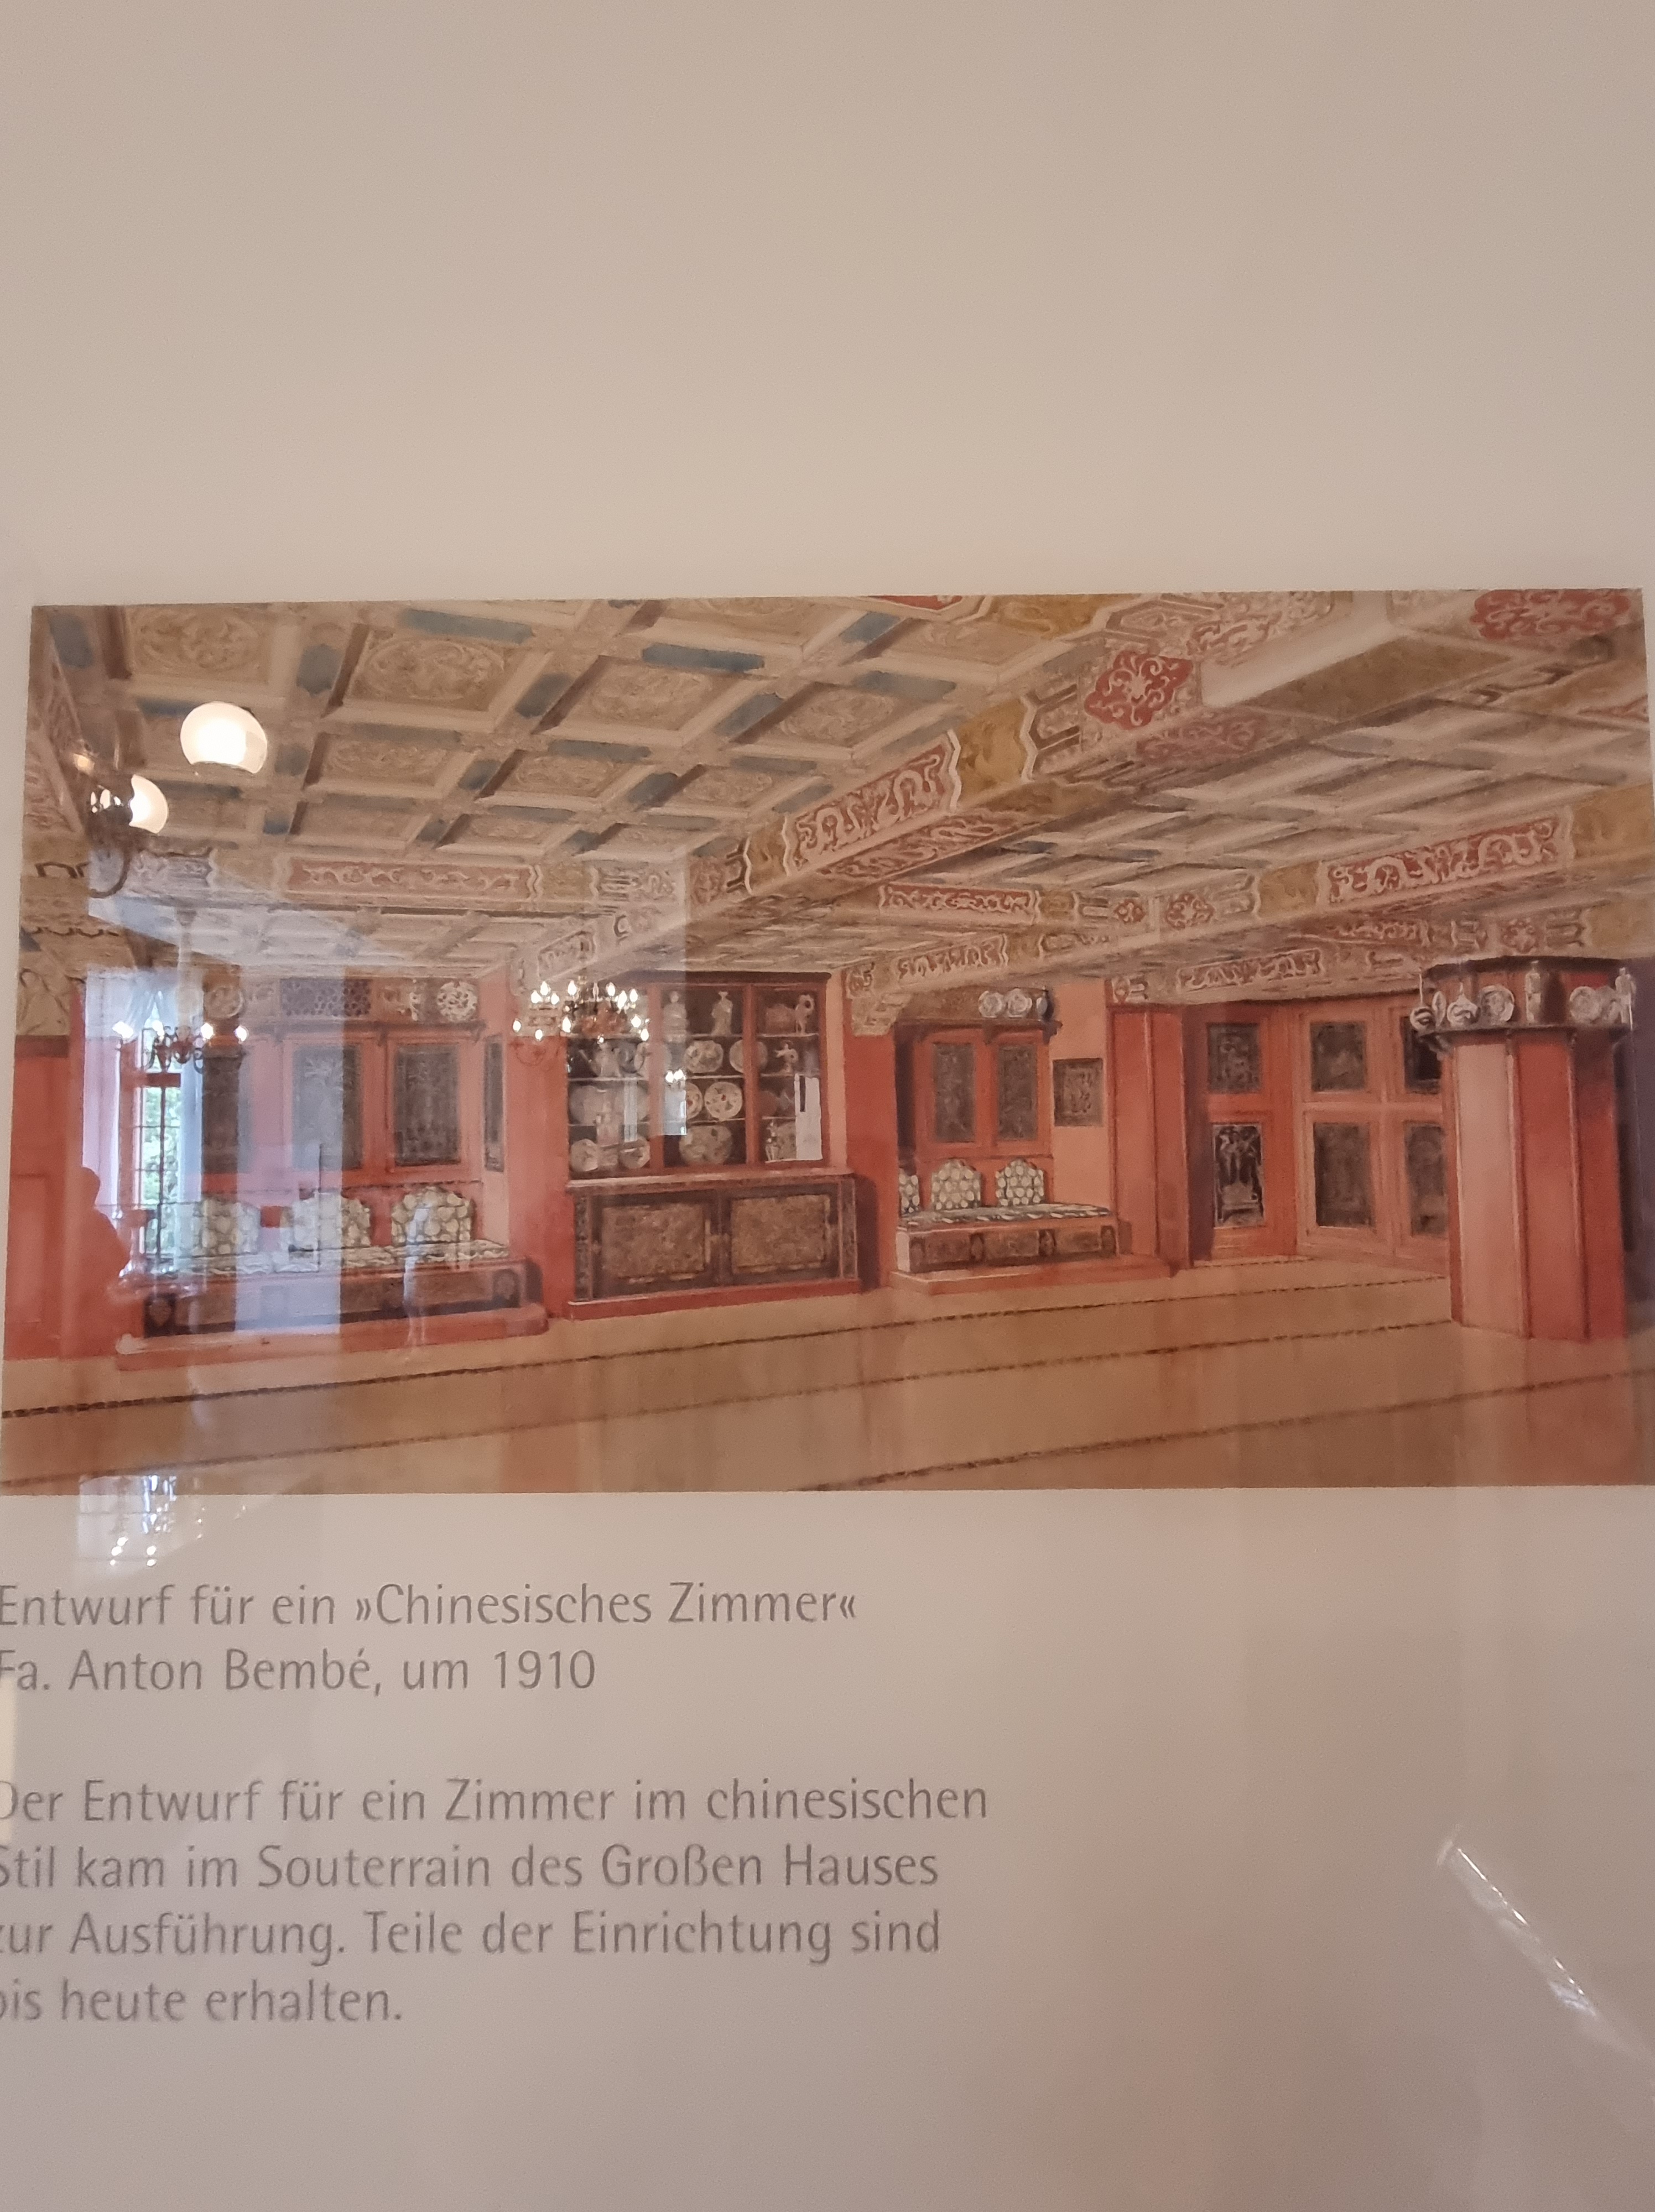 Entwurf für ein »Chinesisches Zimmer«
Fa. Anton Bembé, um 1910
Der Entwurf für ein Zimmer im chinesischen
Stil kam im Souterrain des Großen Hauses
zur Ausführung. Teile der Einrichtung sind
bis heute erhalten.